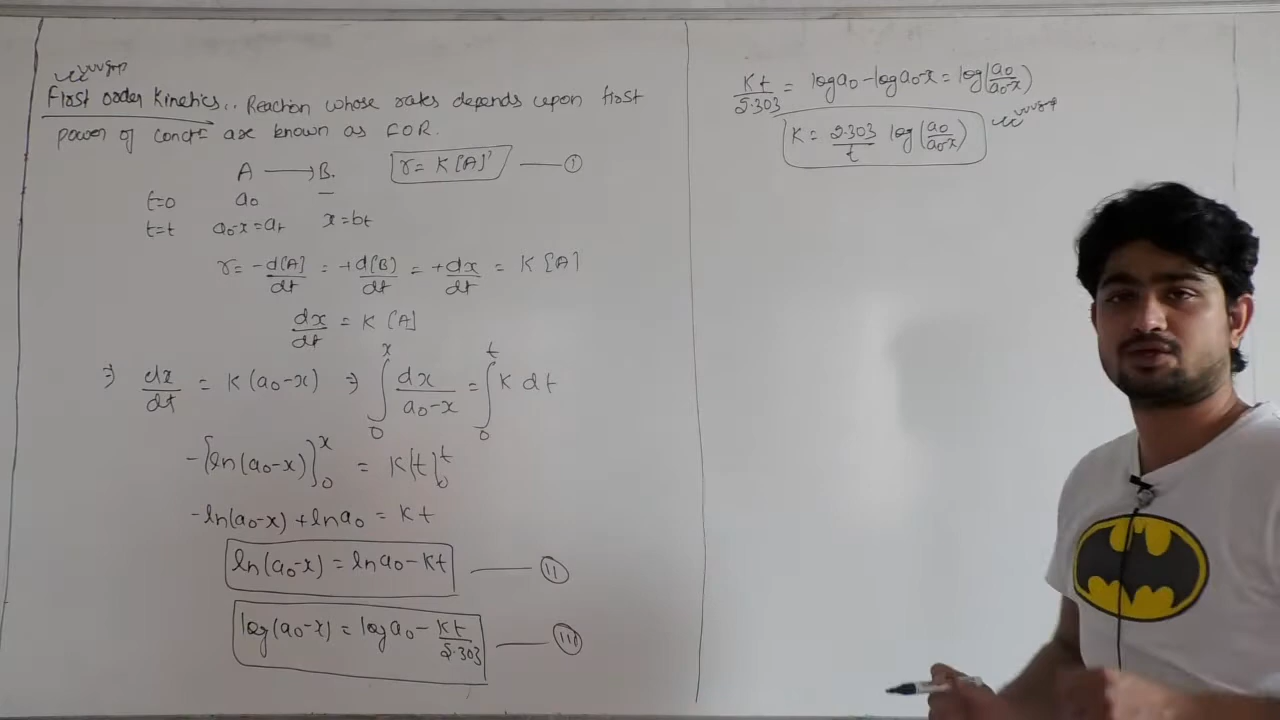 First order Kinetics.. Reaction whose rates depends upon first
power of concn are known as FOR.
A ⟶ B. r = K[A]¹ — ①
t=0 a₀ —
t=t a₀-x=aₜ x=bₜ
r = -d[A]/dt = +d[B]/dt = +dx/dt = K [A]
dx/dt = K [A]
⇒ dx/dt = K(a₀-x) ⇒ ∫₀ˣ dx/a₀-x = ∫₀ᵗ K dt
-[ln(a₀-x)]₀ˣ = K[t]₀ᵗ
-ln(a₀-x) + ln a₀ = Kt
ln(a₀-x) = ln a₀ - Kt — (II)
log(a₀-x) = log a₀ - Kt/2.303 — (III)
Kt/2.303 = log a₀ - log a₀-x = log(a₀/a₀-x)
K = 2.303/t log(a₀/a₀-x)